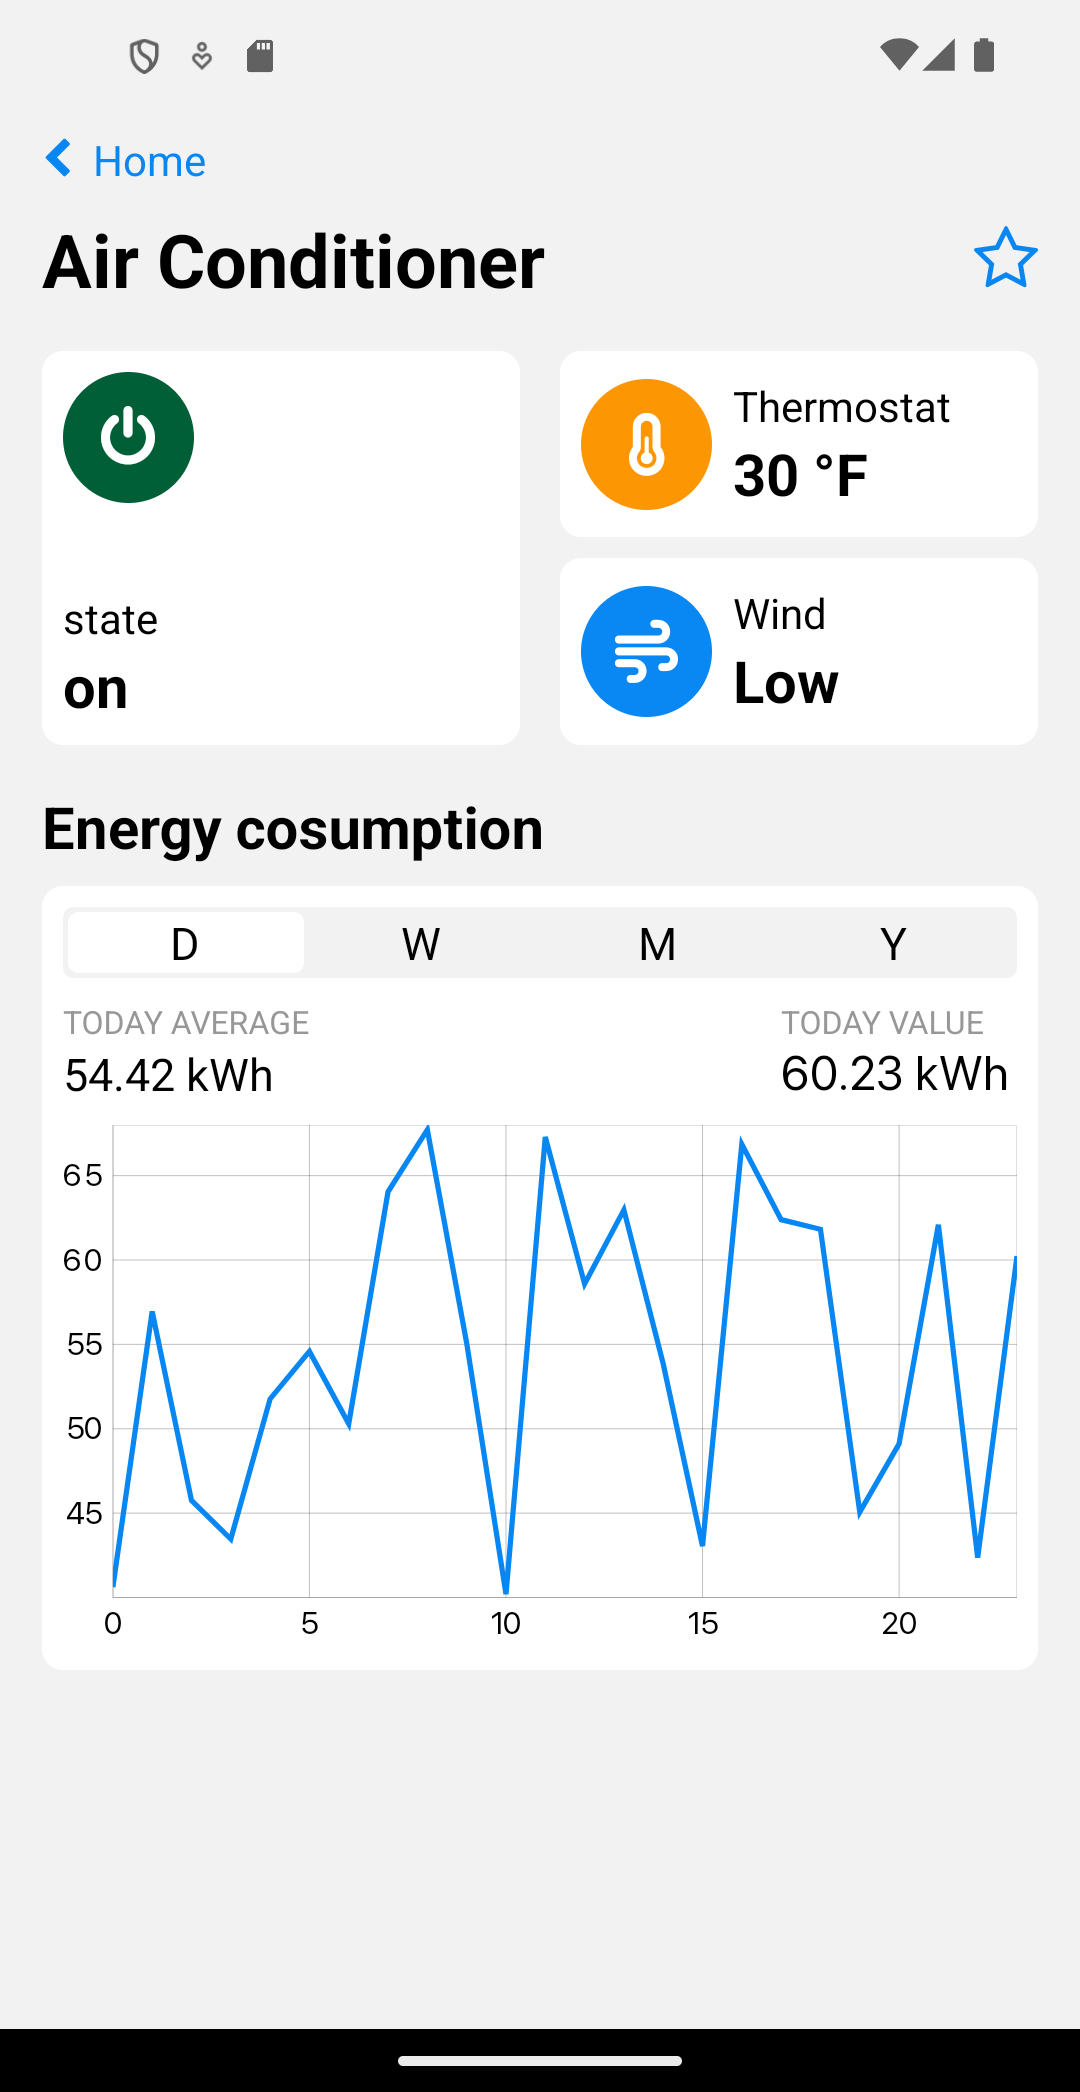 Home
Air Conditioner
state
on
Thermostat
30 °F
Wind
Low
Energy cosumption
D W M Y
TODAY AVERAGE TODAY VALUE
54.42 kWh 60.23 kWh
65
60
55
50
45
0 5 10 15 20